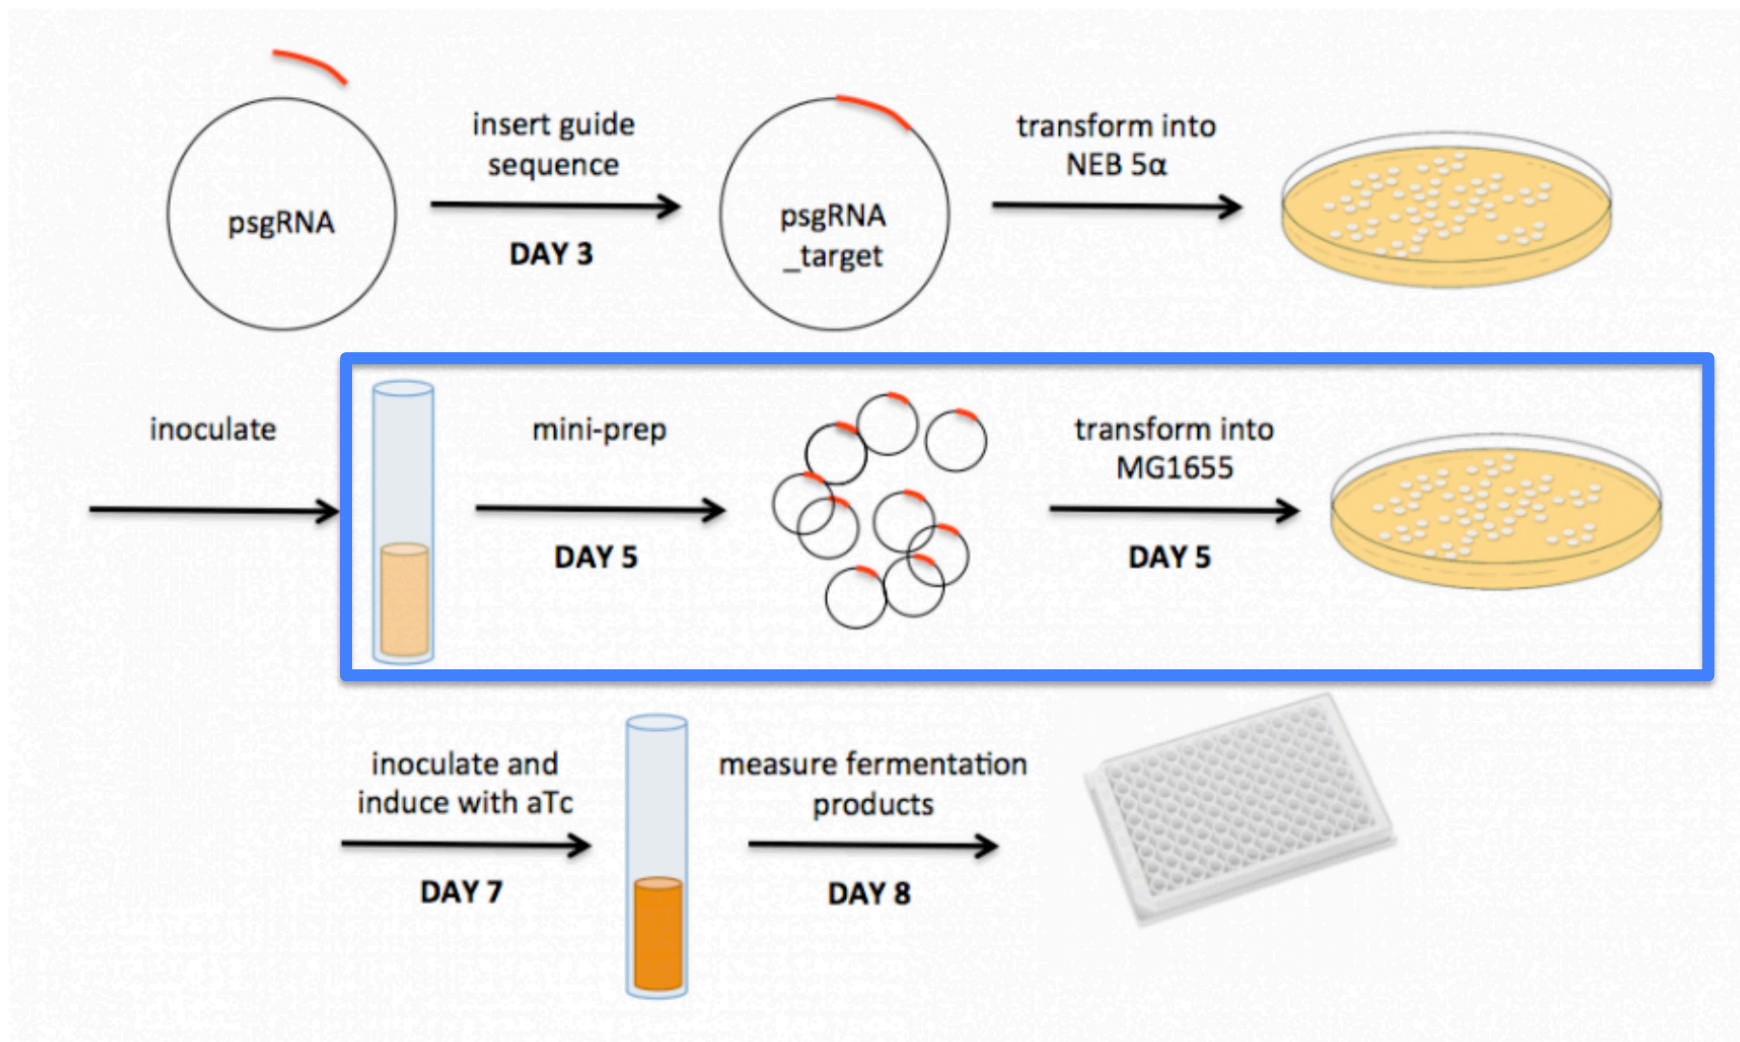 psgRNA
insert guide
sequence
DAY 3
psgRNA
_target
transform into
NEB 5α
inoculate
mini-prep
DAY 5
transform into
MG1655
DAY 5
inoculate and
induce with aTc
DAY 7
measure fermentation
products
DAY 8